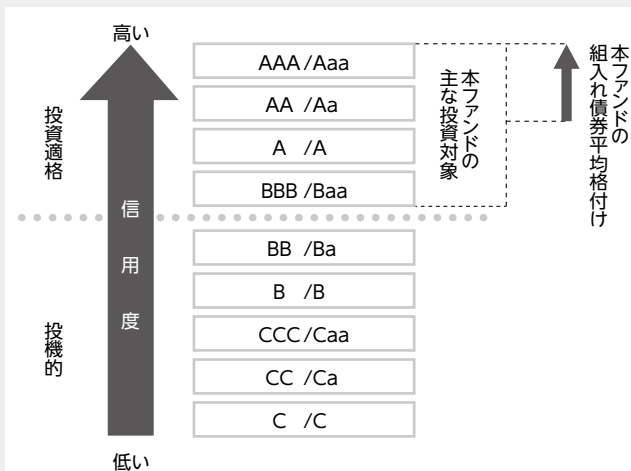 高い
AAA /Aaa
AA /Aa
A /A
BBB /Baa
BB /Ba
B /B
CCC /Caa
CC /Ca
C /C
低い
投資適格
投機的
信用度
本ファンドの
主な投資対象
本ファンドの
組入れ債券平均格付け